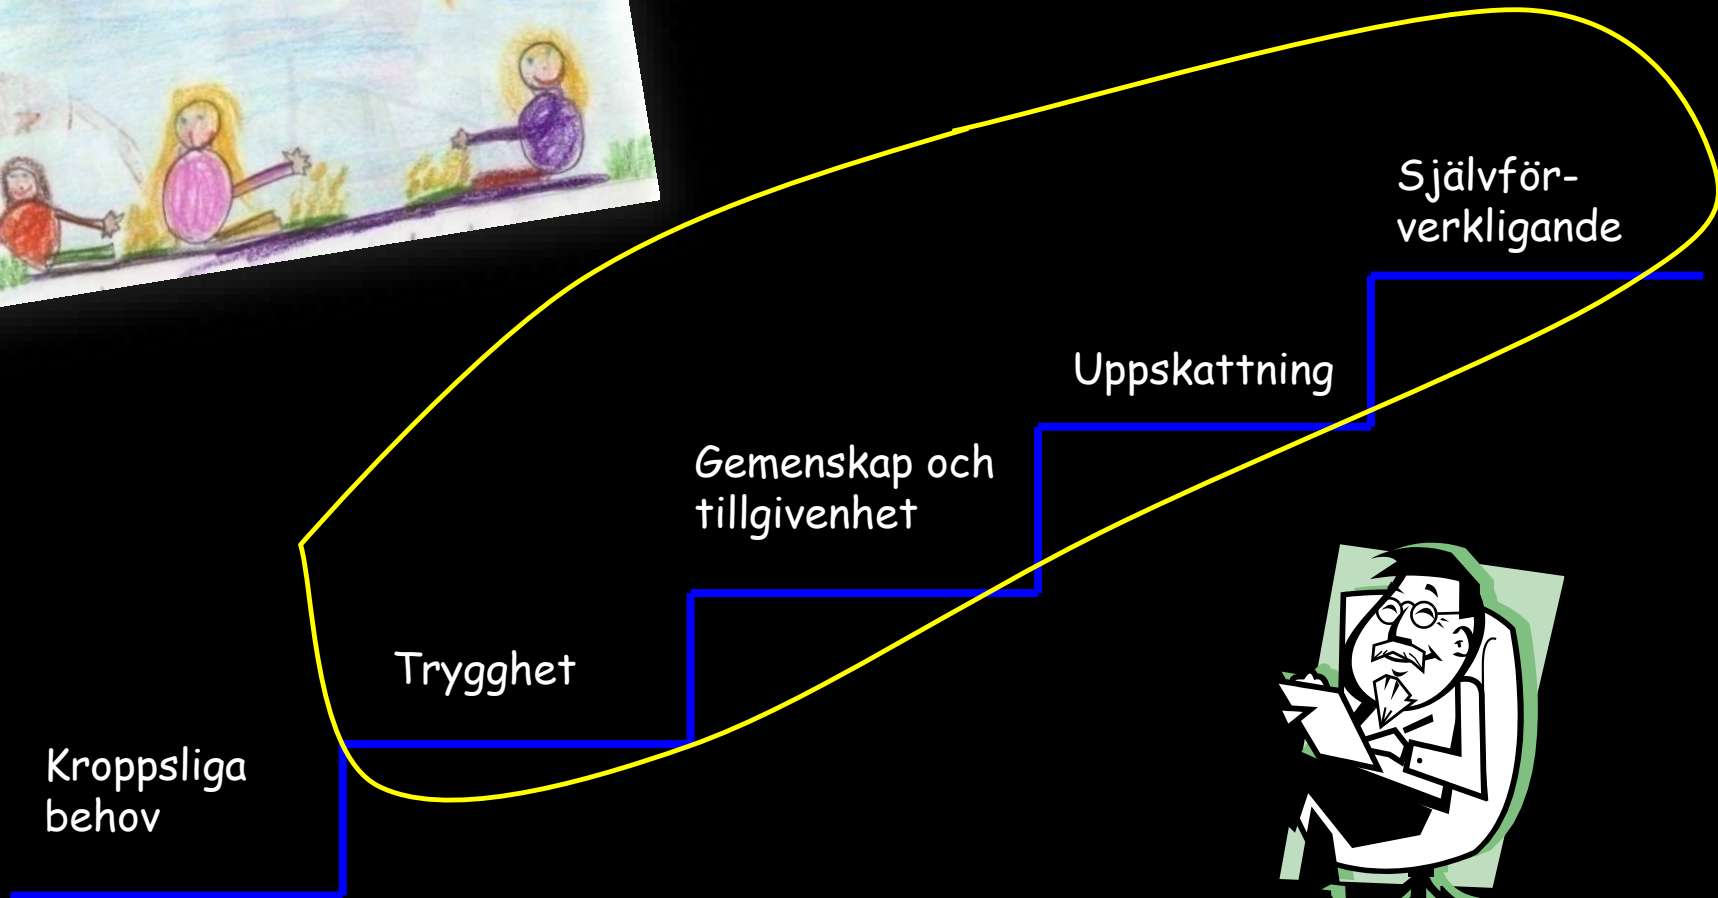 Självför-
verkligande
Uppskattning
Gemenskap och
tillgivenhet
Trygghet
Kroppsliga
behov